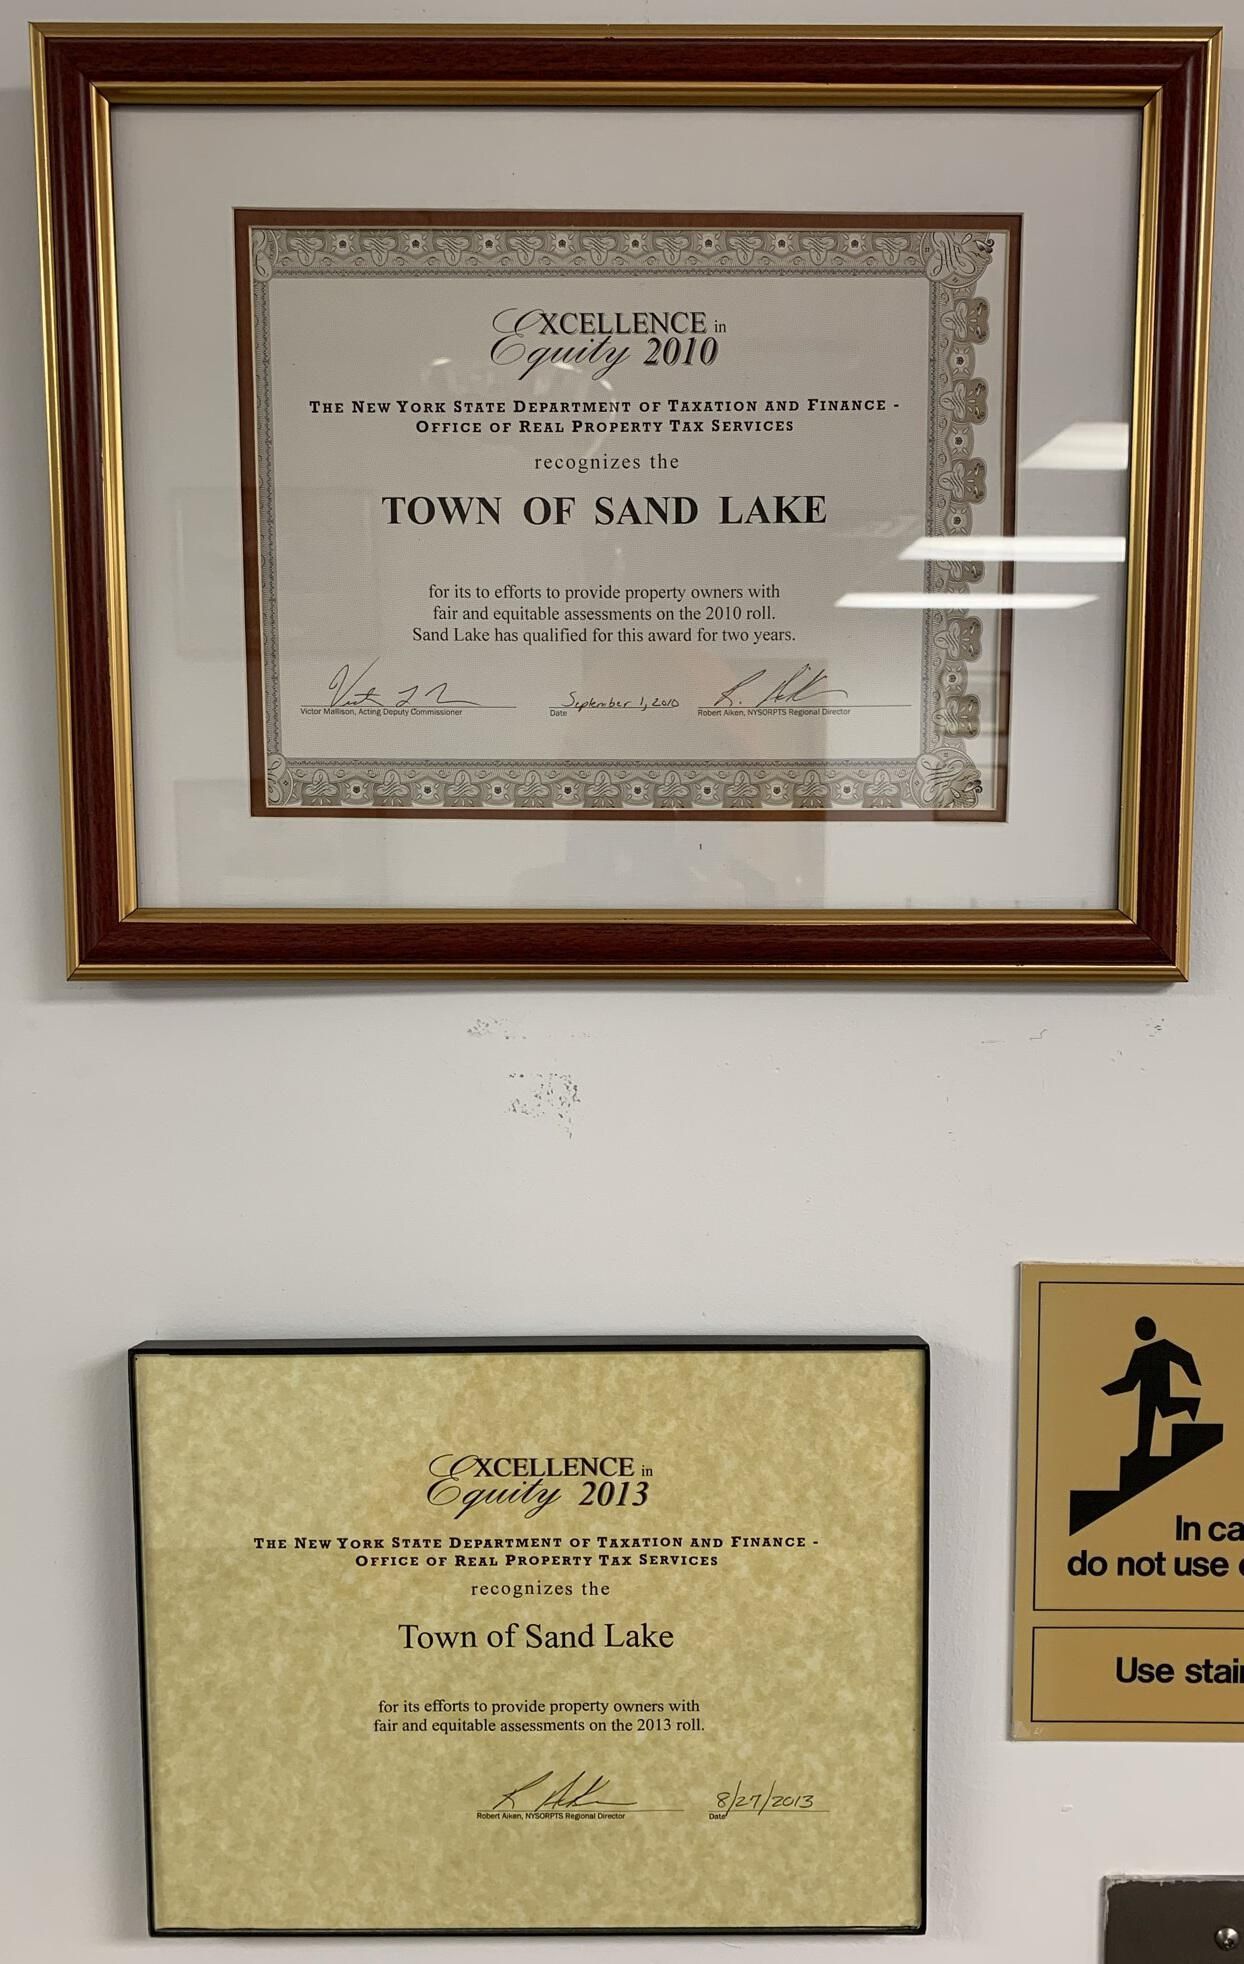 EXCELLENCE in
Equity 2010
THE NEW YORK STATE DEPARTMENT OF TAXATION AND FINANCE -
OFFICE OF REAL PROPERTY TAX SERVICES
recognizes the
TOWN OF SAND LAKE
for its to efforts to provide property owners with
fair and equitable assessments on the 2010 roll.
Sand Lake has qualified for this award for two years.
September 1, 2010
Victor Mallison, Acting Deputy Commissioner Date Robert Aiken, NYSORPTS Regional Director
EXCELLENCE in
Equity 2013
THE NEW YORK STATE DEPARTMENT OF TAXATION AND FINANCE -
OFFICE OF REAL PROPERTY TAX SERVICES
recognizes the
Town of Sand Lake
for its efforts to provide property owners with
fair and equitable assessments on the 2013 roll.
8/27/2013
Robert Aiken, NYSORPTS Regional Director Date
In ca
do not use
Use stair